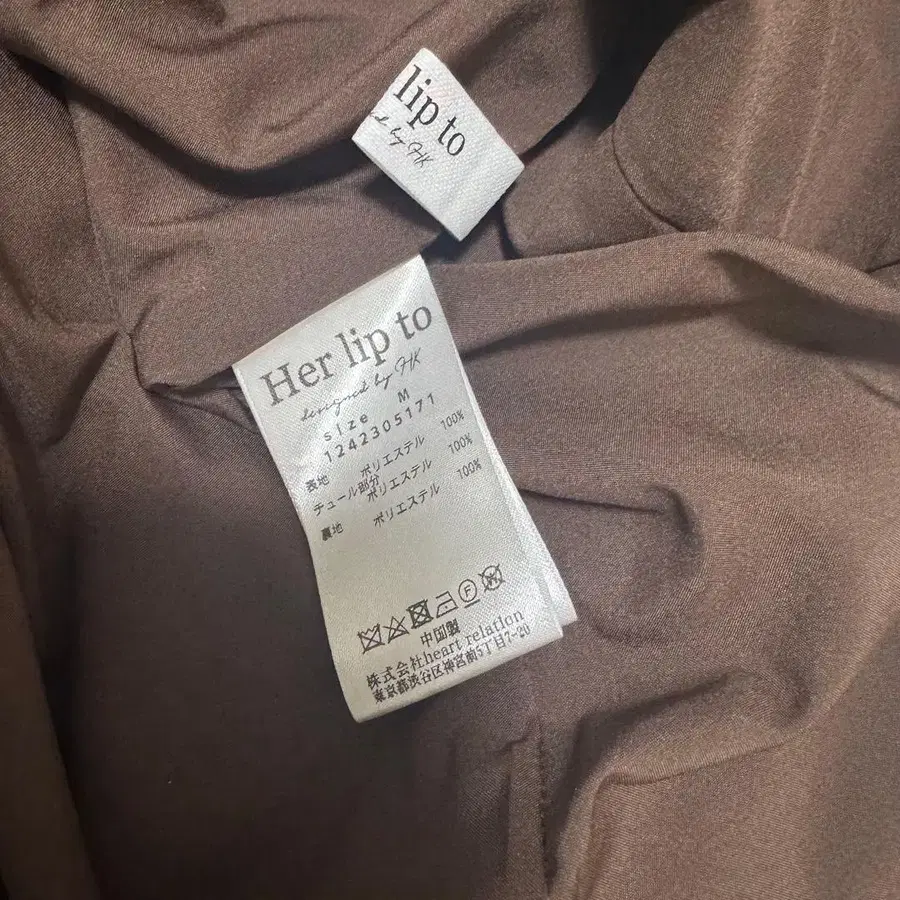 lip to
by HK
Her lip to
designed by HK
size M
1242305171
表地 ポリエステル 100%
チュール部分 ポリエステル 100%
裏地 ポリエステル 100%
中国製
株式会社heart relation
東京都渋谷区神宮前5丁目7-20